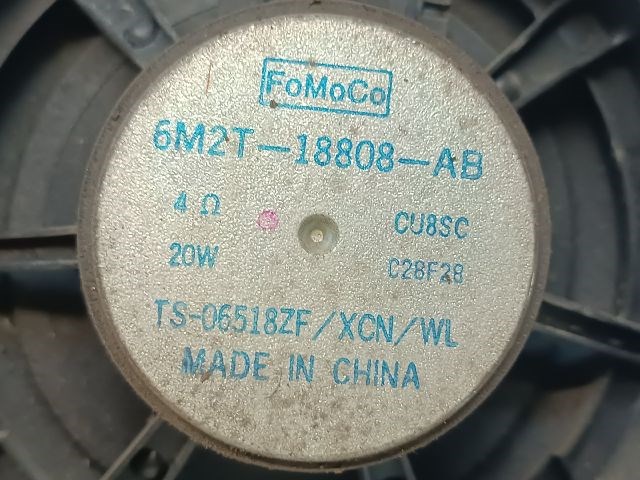 FoMoCo
6M2T-18808-AB
4 Ω CU8SC
20W C28F28
TS-06518ZF/XCN/WL
MADE IN CHINA